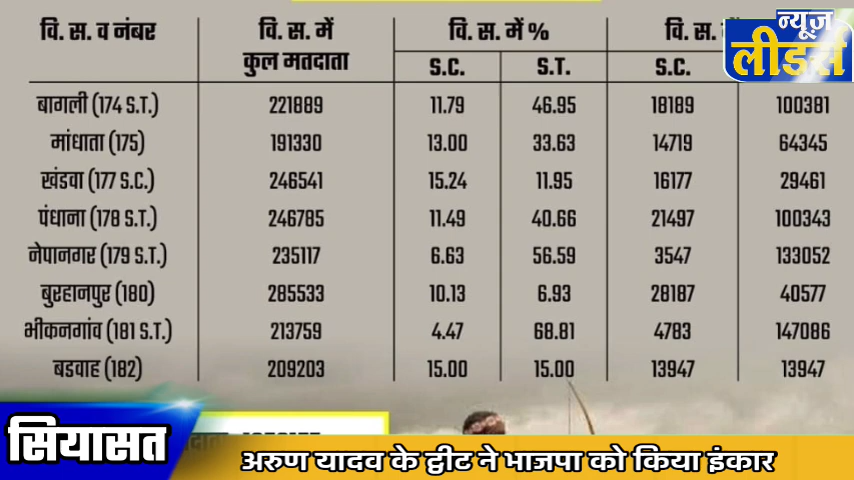 वि. स. व नंबर वि. स. में कुल मतदाता वि. स. में % वि. स. में
S.C. S.T. S.C.
बागली (174 S.T.) 221889 11.79 46.95 18189 100381
मांधाता (175) 191330 13.00 33.63 14719 64345
खंडवा (177 S.C.) 246541 15.24 11.95 16177 29461
पंधाना (178 S.T.) 246785 11.49 40.66 21497 100343
नेपानगर (179 S.T.) 235117 6.63 56.59 3547 133052
बुरहानपुर (180) 285533 10.13 6.93 28187 40577
भीकनगांव (181 S.T.) 213759 4.47 68.81 4783 147086
बडवाह (182) 209203 15.00 15.00 13947 13947
न्यूज़
लीडर्स
सियासत
अरुण यादव के ट्वीट ने भाजपा को किया इंकार